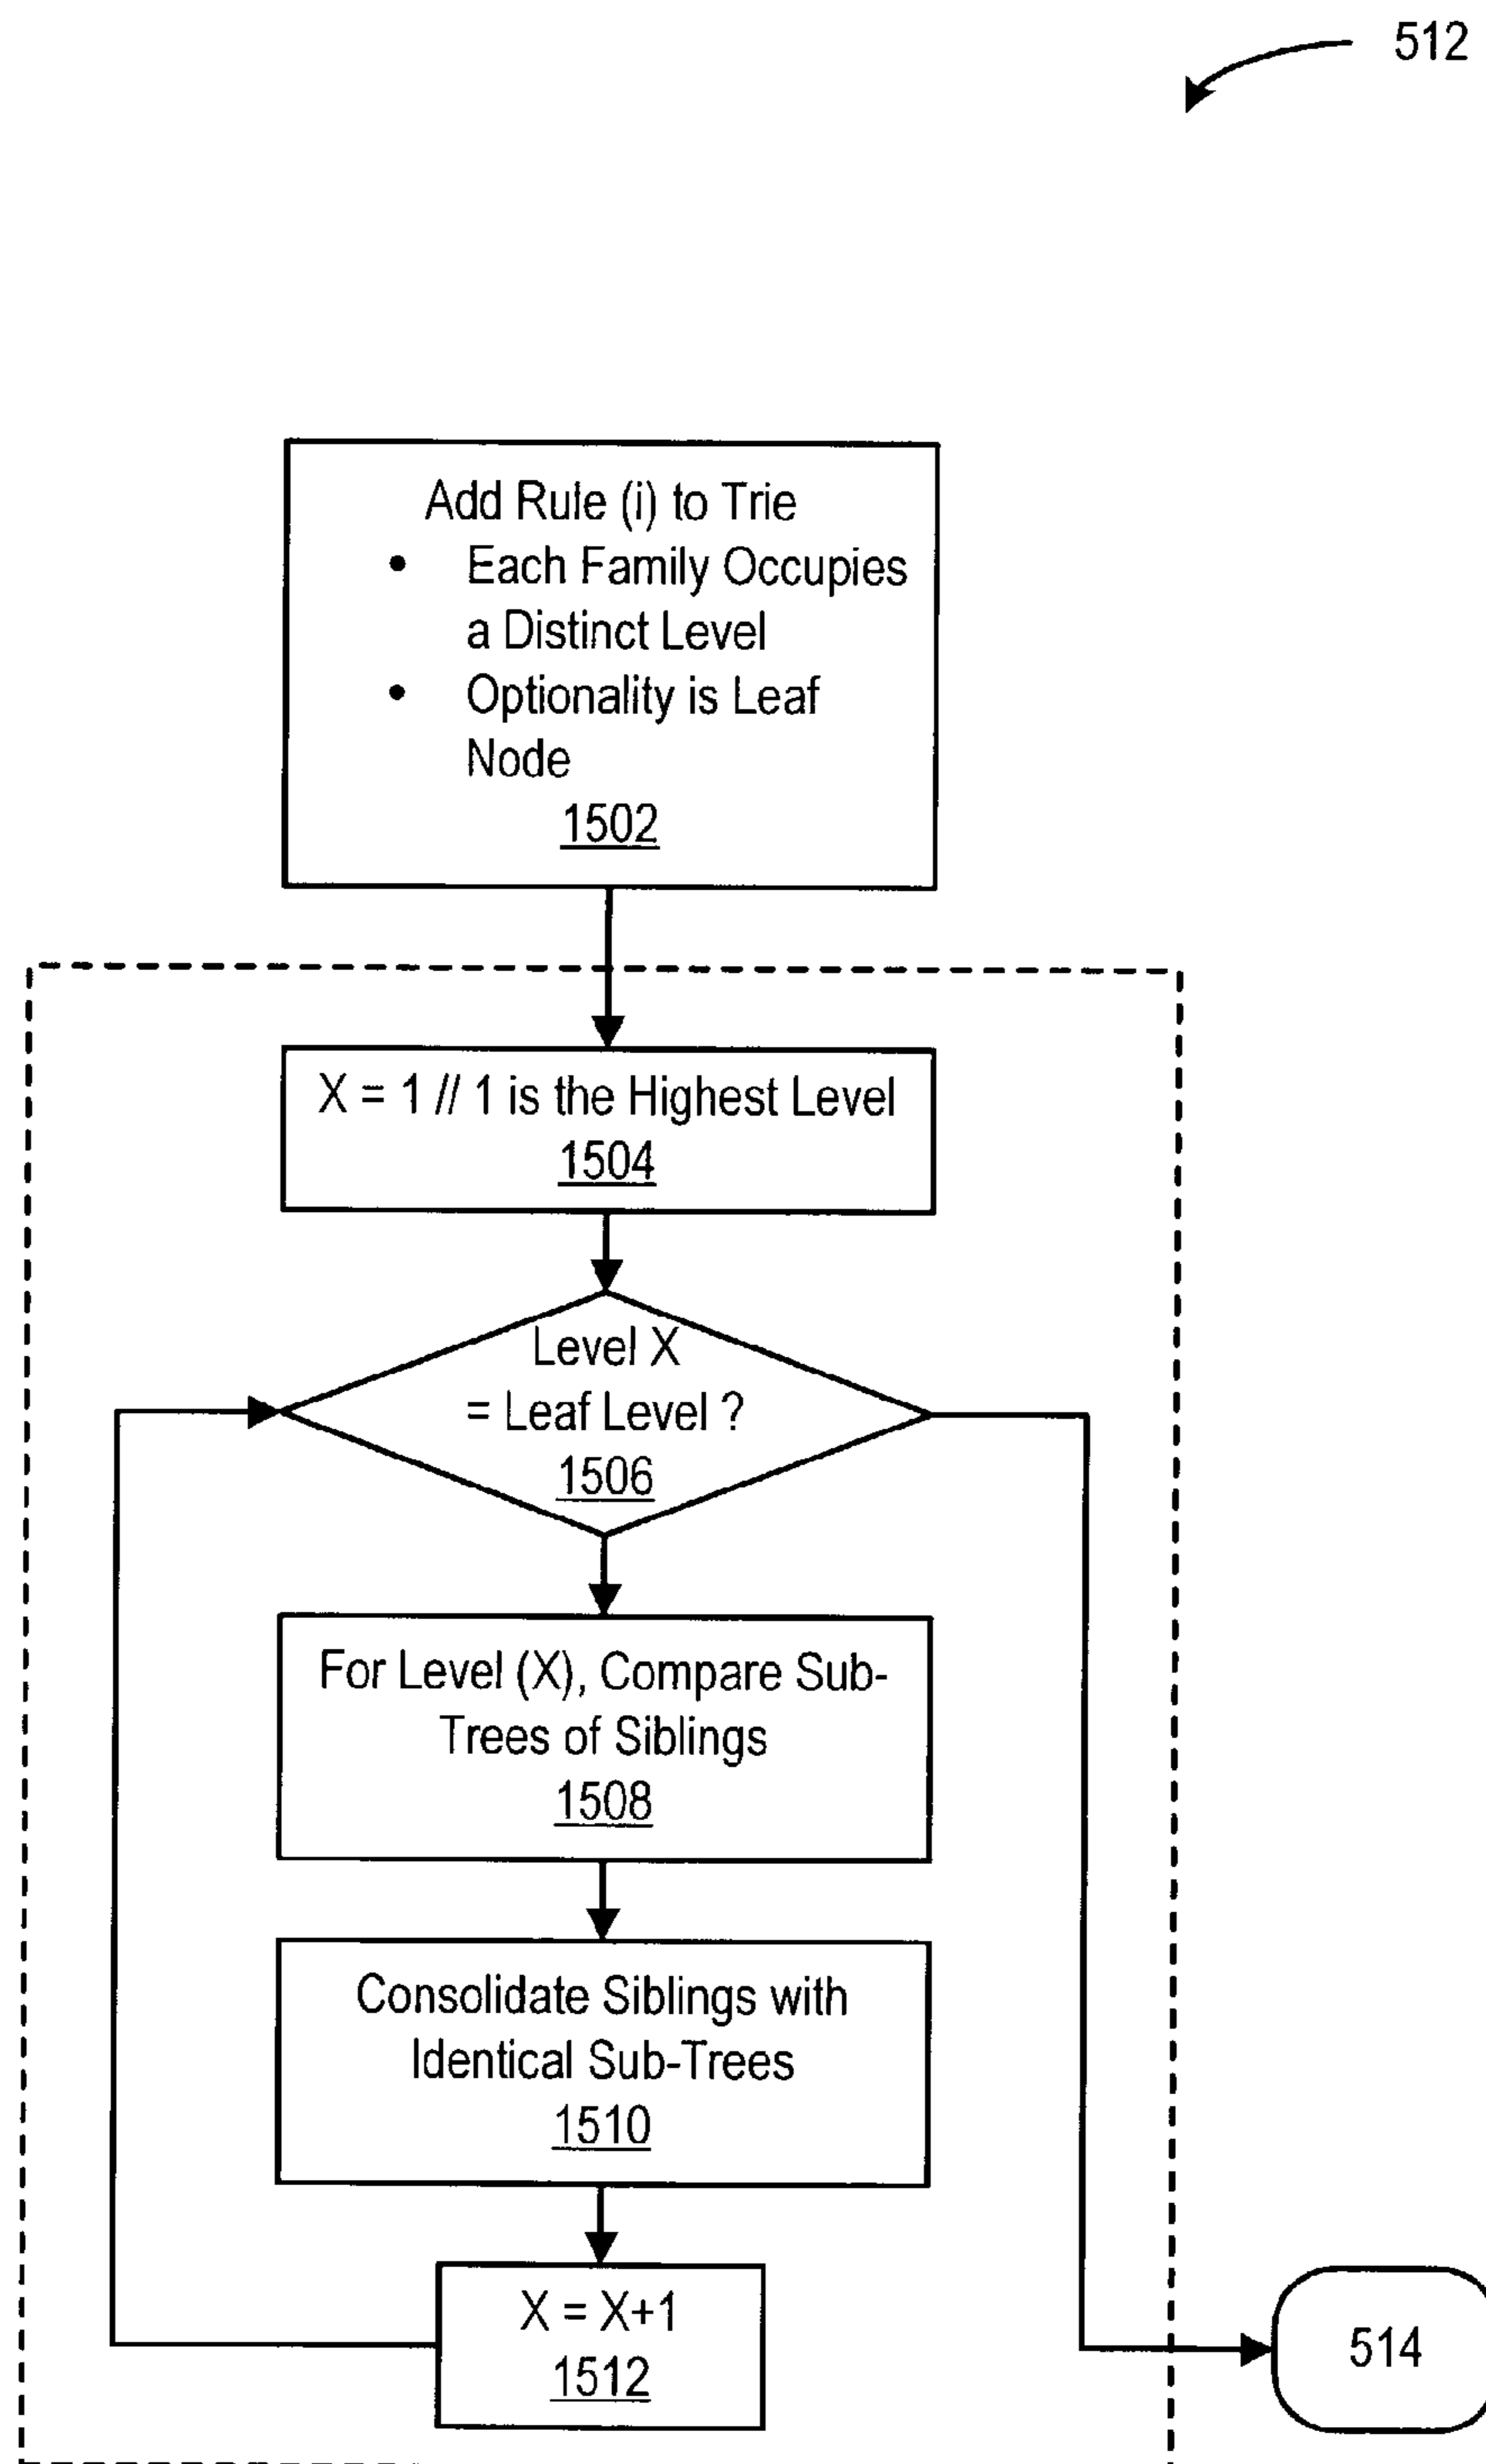 512
Add Rule (i) to Trie
• Each Family Occupies
a Distinct Level
• Optionality is Leaf
Node
1502
X = 1 // 1 is the Highest Level
1504
Level X
= Leaf Level ?
1506
For Level (X), Compare Sub-
Trees of Siblings
1508
Consolidate Siblings with
Identical Sub-Trees
1510
X = X+1
1512
514